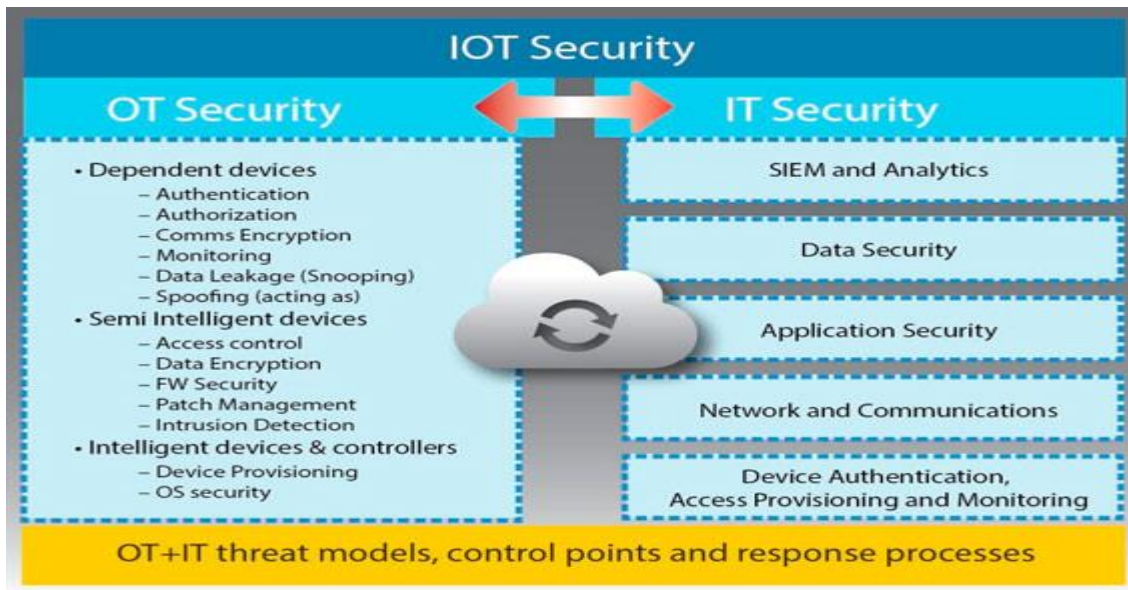 IOT Security
OT Security
IT Security
• Dependent devices
– Authentication
– Authorization
– Comms Encryption
– Monitoring
– Data Leakage (Snooping)
– Spoofing (acting as)
• Semi Intelligent devices
– Access control
– Data Encryption
– FW Security
– Patch Management
– Intrusion Detection
• Intelligent devices & controllers
– Device Provisioning
– OS security
SIEM and Analytics
Data Security
Application Security
Network and Communications
Device Authentication,
Access Provisioning and Monitoring
OT+IT threat models, control points and response processes